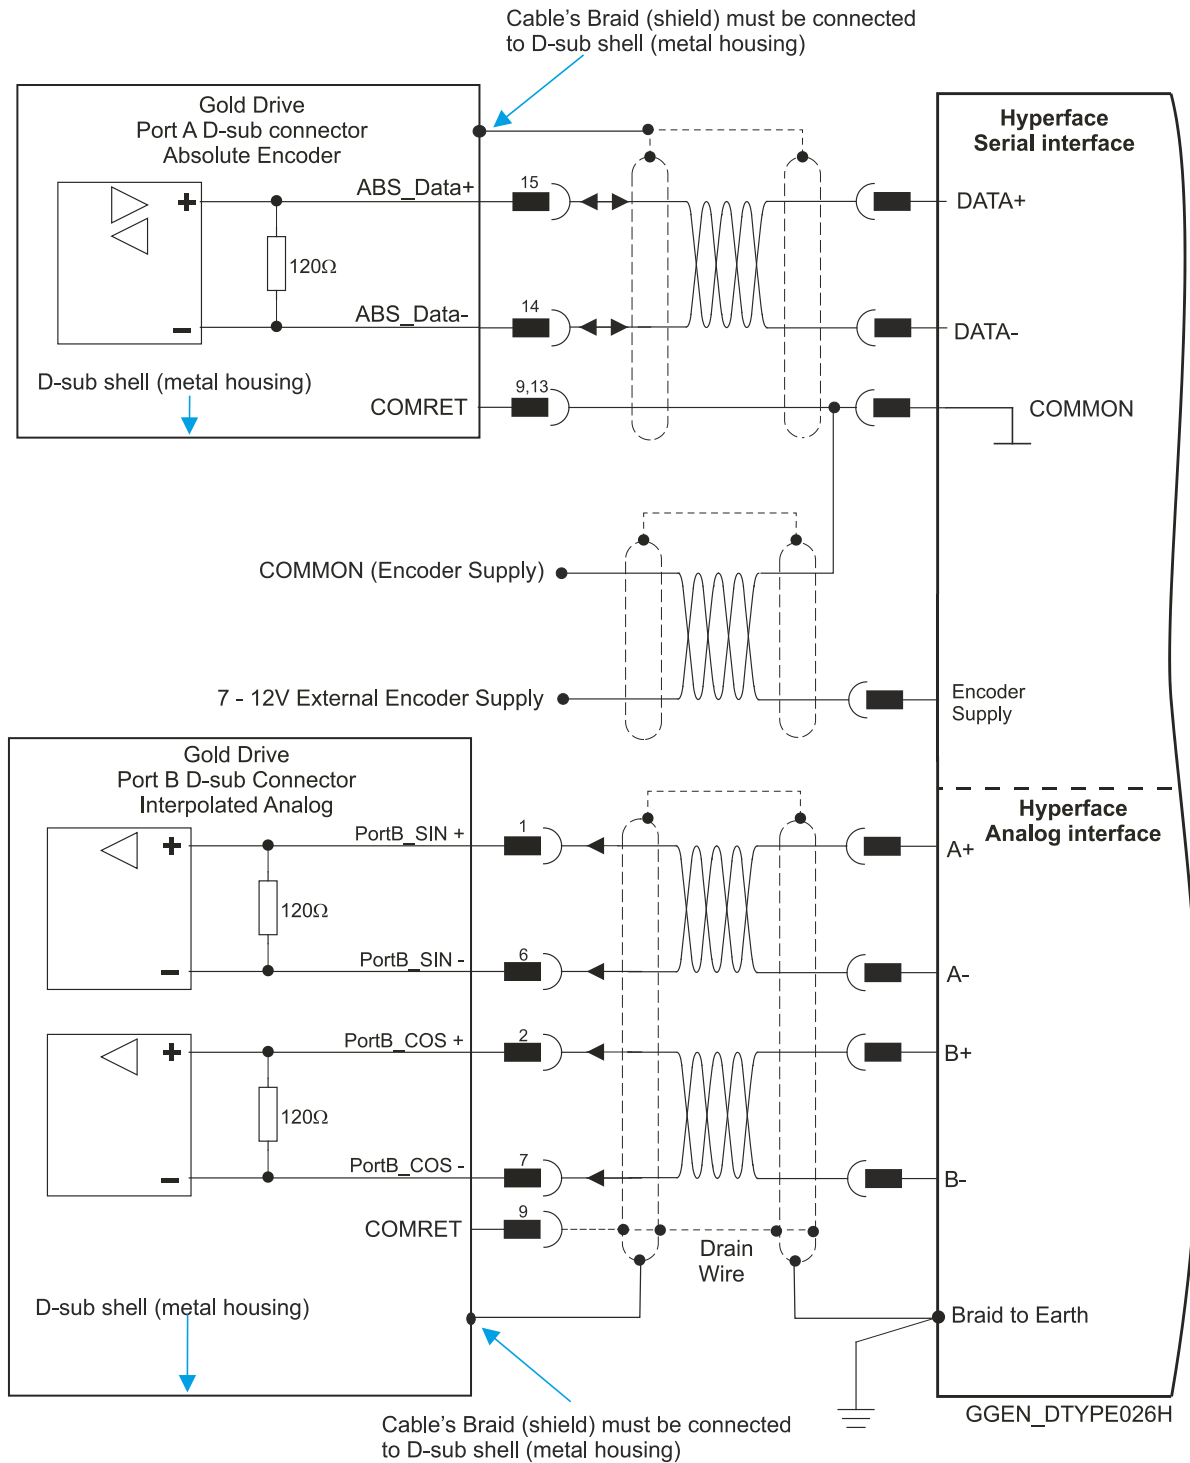 Cable's Braid (shield) must be connected
to D-sub shell (metal housing)
Gold Drive
Port A D-sub connector
Absolute Encoder
Hyperface
Serial interface
ABS_Data+
15
DATA+
+
120Ω
ABS_Data-
14
DATA-
-
D-sub shell (metal housing)
COMRET
9,13
COMMON
COMMON (Encoder Supply)
7 - 12V External Encoder Supply
Encoder
Supply
Gold Drive
Port B D-sub Connector
Interpolated Analog
Hyperface
Analog interface
PortB_SIN +
1
A+
+
120Ω
PortB_SIN -
6
A-
-
PortB_COS +
2
B+
+
120Ω
PortB_COS -
7
B-
-
COMRET
9
Drain
Wire
D-sub shell (metal housing)
Braid to Earth
GGEN_DTYPE026H
Cable's Braid (shield) must be connected
to D-sub shell (metal housing)